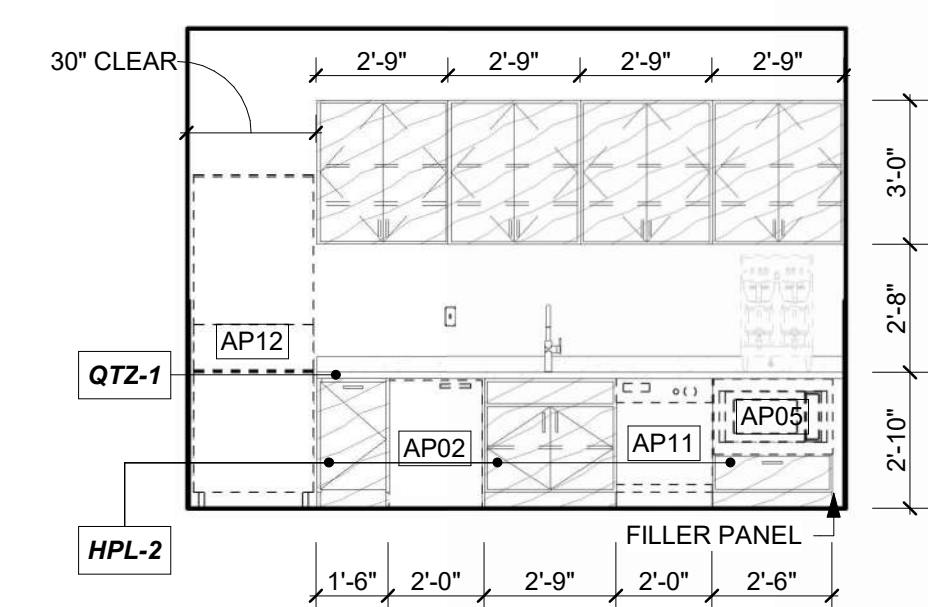 30" CLEAR
2'-9" 2'-9" 2'-9" 2'-9"
3'-0"
2'-8"
AP12
QTZ-1
AP02
AP11
AP05
2'-10"
HPL-2
FILLER PANEL
1'-6" 2'-0" 2'-9" 2'-0" 2'-6"